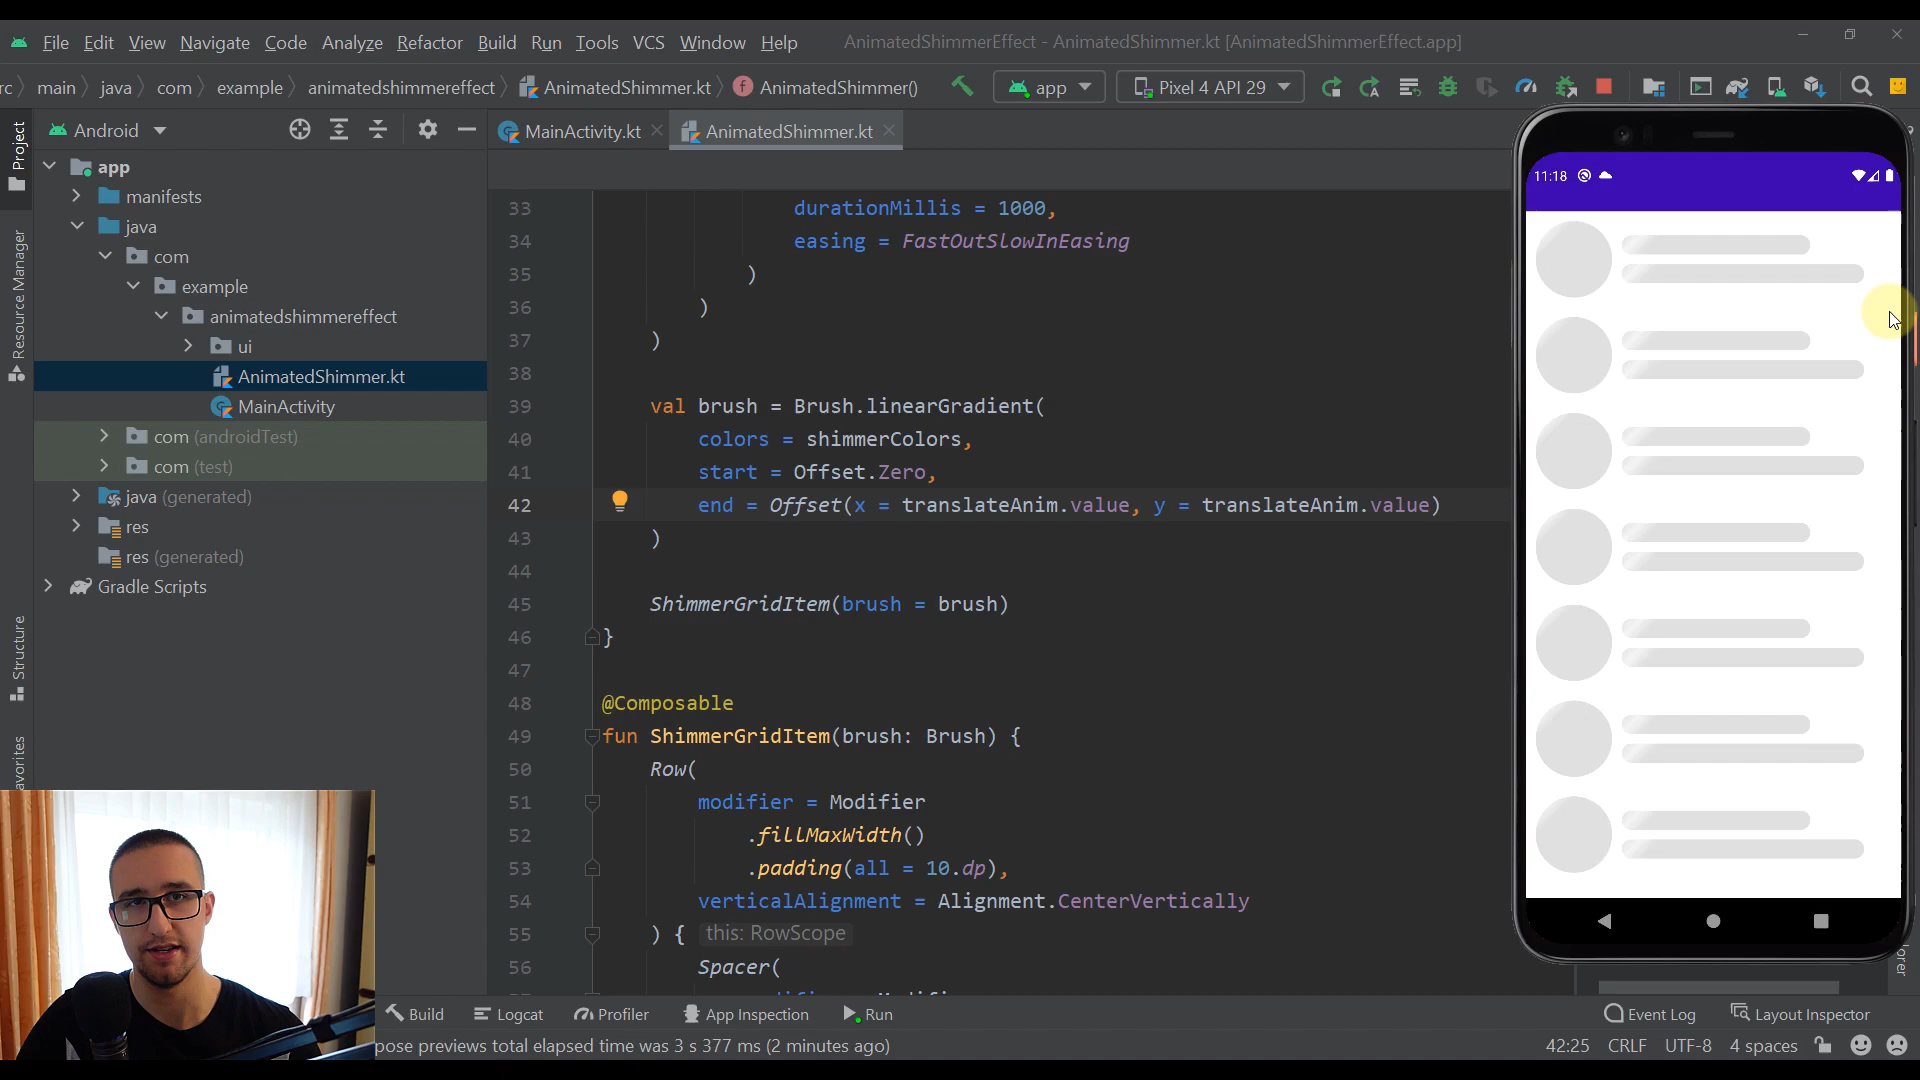 File Edit View Navigate Code Analyze Refactor Build Run Tools VCS Window Help AnimatedShimmerEffect - AnimatedShimmer.kt [AnimatedShimmerEffect.app]
rc main java com example animatedshimmereffect AnimatedShimmer.kt AnimatedShimmer() app Pixel 4 API 29
Android
MainActivity.kt AnimatedShimmer.kt
Project
Resource Manager
Structure
avorites
app
manifests
java
com
example
animatedshimmereffect
ui
AnimatedShimmer.kt
MainActivity
com (androidTest)
com (test)
java (generated)
res
res (generated)
Gradle Scripts
33 durationMillis = 1000,
34 easing = FastOutSlowInEasing
35 )
36 )
37 )
38
39 val brush = Brush.linearGradient(
40 colors = shimmerColors,
41 start = Offset.Zero,
42 end = Offset(x = translateAnim.value, y = translateAnim.value)
43 )
44
45 ShimmerGridItem(brush = brush)
46 }
47
48 @Composable
49 fun ShimmerGridItem(brush: Brush) {
50 Row(
51 modifier = Modifier
52 .fillMaxWidth()
53 .padding(all = 10.dp),
54 verticalAlignment = Alignment.CenterVertically
55 ) { this: RowScope
56 Spacer(
11:18
orer
Build Logcat Profiler App Inspection Run Event Log Layout Inspector
pose previews total elapsed time was 3 s 377 ms (2 minutes ago) 42:25 CRLF UTF-8 4 spaces